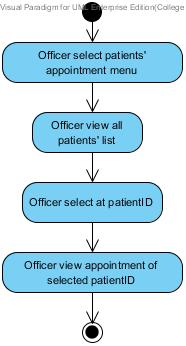 Visual Paradigm for UML Enterprise Edition(College
Officer select patients'
appointment menu
Officer view all
patients' list
Officer select at patientID
Officer view appointment of
selected patientID